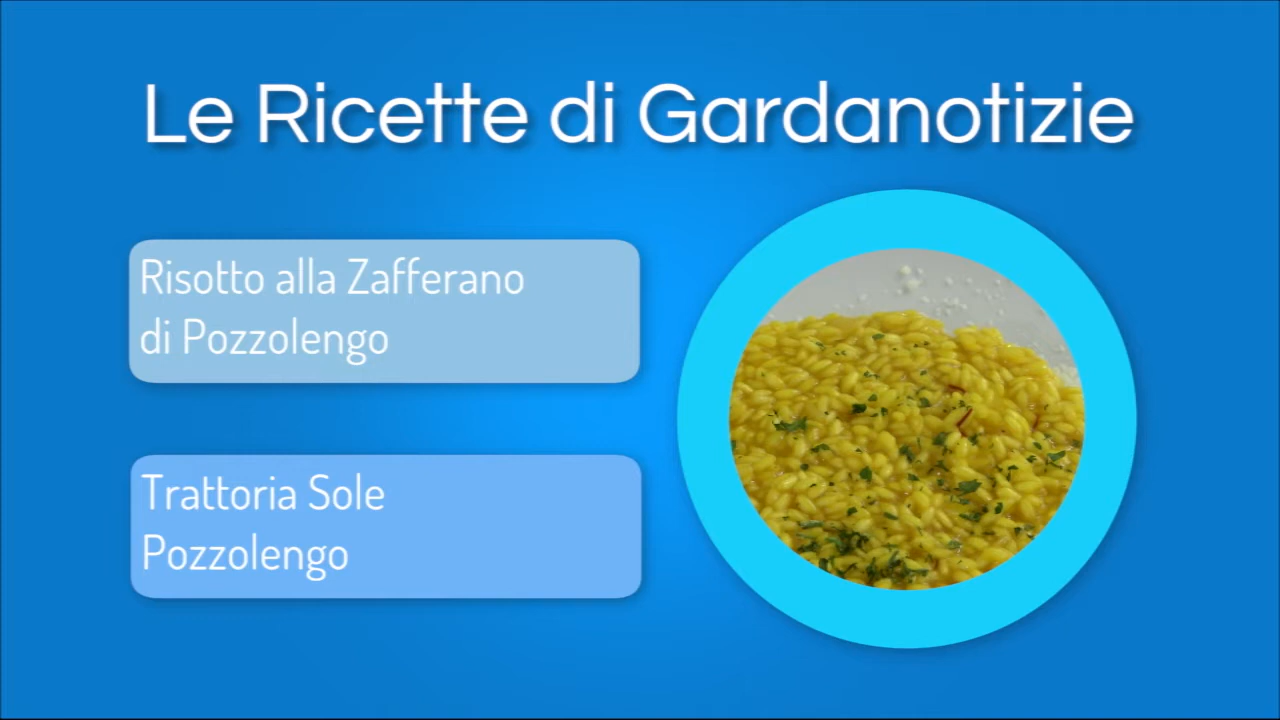 Le Ricette di Gardanotizie
Risotto alla Zafferano
di Pozzolengo
Trattoria Sole
Pozzolengo